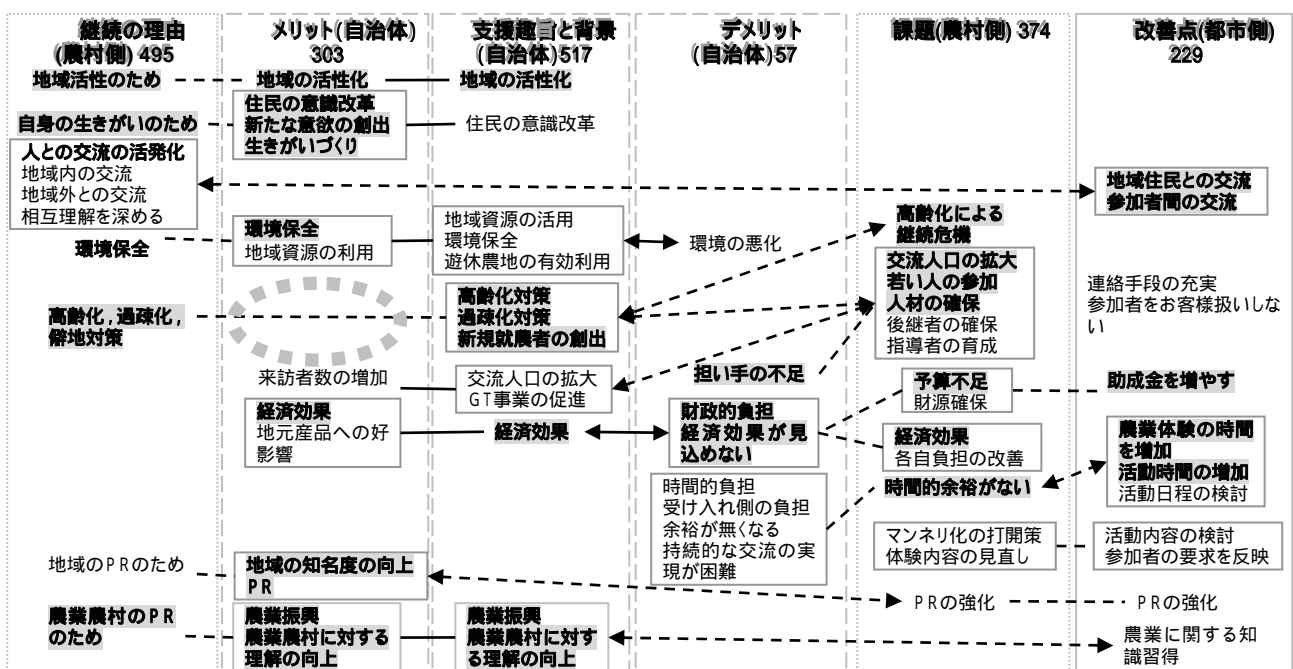 継続の理由
(農村側) 495
地域活性のため
自身の生きがいのため
人との交流の活発化
地域内の交流
地域外との交流
相互理解を深める
環境保全
高齢化,過疎化,
僻地対策
地域のPRのため
農業農村のPR
のため
メリット(自治体)
303
地域の活性化
住民の意識改革
新たな意欲の創出
生きがいづくり
環境保全
地域資源の利用
来訪者数の増加
経済効果
地元産品への好
影響
地域の知名度の向上
PR
農業振興
農業農村に対する
理解の向上
支援趣旨と背景
(自治体)517
地域の活性化
住民の意識改革
地域資源の活用
環境保全
遊休農地の有効利用
高齢化対策
過疎化対策
新規就農者の創出
交流人口の拡大
GT事業の促進
経済効果
農業振興
農業農村に対す
る理解の向上
デメリット
(自治体)57
環境の悪化
担い手の不足
財政的負担
経済効果が見
込めない
時間的負担
受け入れ側の負担
余裕が無くなる
持続的な交流の実
現が困難
課題(農村側) 374
高齢化による
継続危機
交流人口の拡大
若い人の参加
人材の確保
後継者の確保
指導者の育成
予算不足
財源確保
経済効果
各自負担の改善
時間的余裕がない
マンネリ化の打開策
体験内容の見直し
PRの強化
改善点(都市側)
229
地域住民との交流
参加者間の交流
連絡手段の充実
参加者をお客様扱いしな
い
助成金を増やす
農業体験の時間
を増加
活動時間の増加
活動日程の検討
活動内容の検討
参加者の要求を反映
PRの強化
農業に関する知
識習得